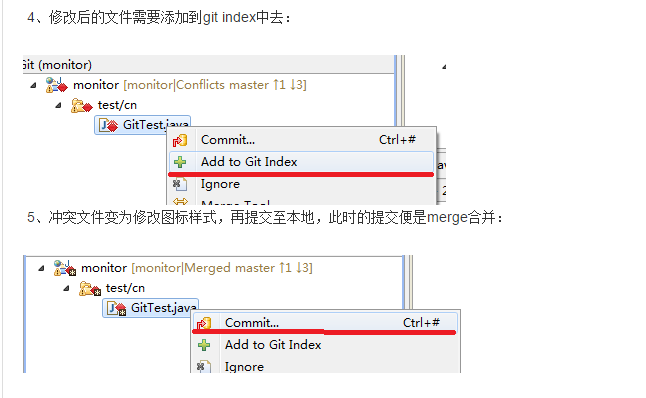 4、修改后的文件需要添加到git index中去：
Git (monitor)
monitor [monitor|Conflicts master ↑1 ↓3]
test/cn
GitTest.java
Commit... Ctrl+#
Add to Git Index
Ignore
Merge Tool
5、冲突文件变为修改图标样式，再提交至本地，此时的提交便是merge合并：
monitor [monitor|Merged master ↑1 ↓3]
test/cn
GitTest.java
Commit... Ctrl+#
Add to Git Index
Ignore